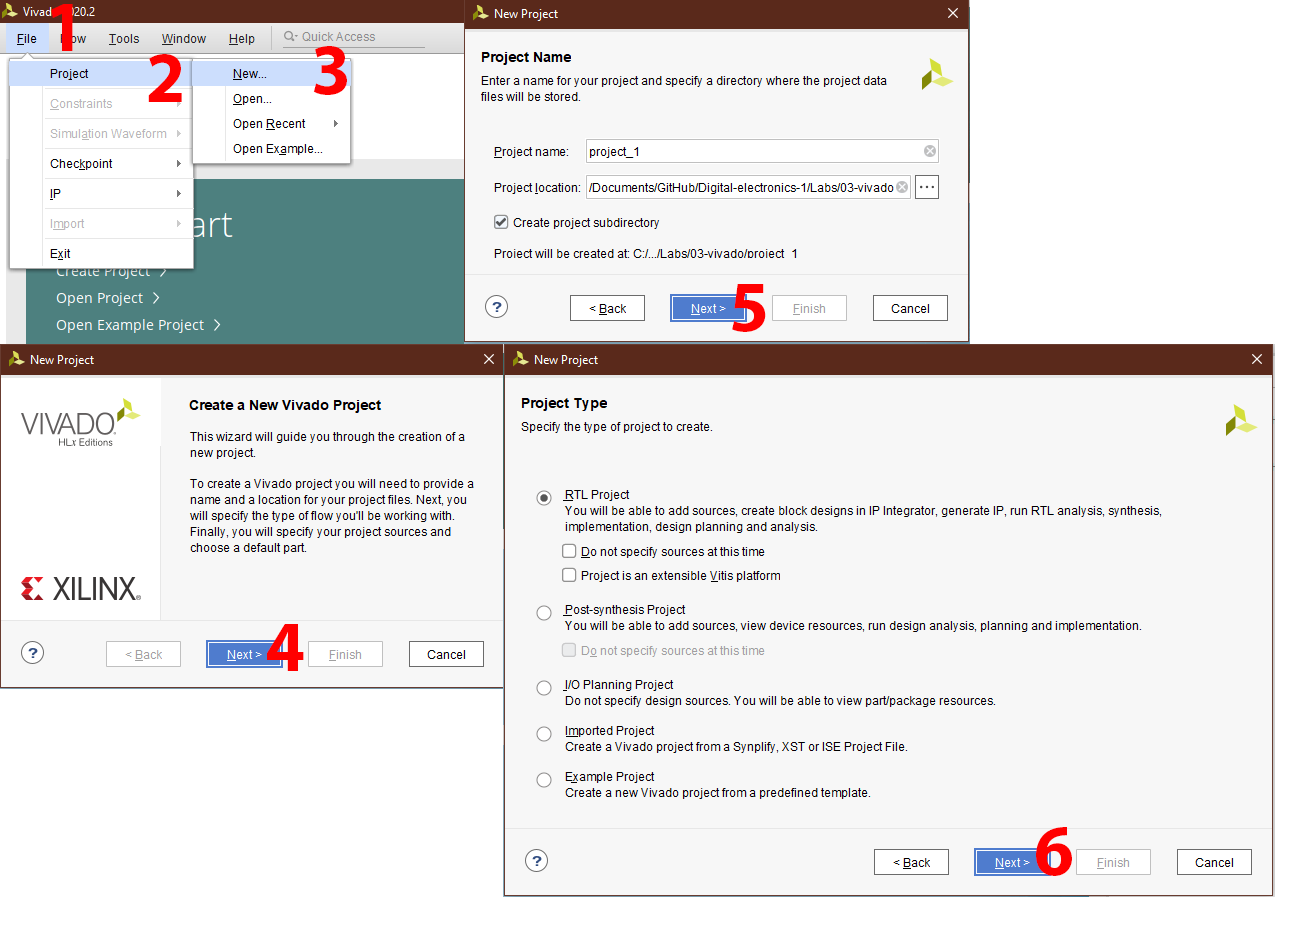 Vivado 2020.2
1
File
Flow
Tools
Window
Help
Quick Access
Project
2
Constraints
Simulation Waveform
Checkpoint
IP
Import
Exit
New...
3
Open...
Open Recent
Open Example...
art
Create Project
Open Project
Open Example Project
New Project
Project Name
Enter a name for your project and specify a directory where the project data
files will be stored.
Project name: project_1
Project location: /Documents/GitHub/Digital-electronics-1/Labs/03-vivado ...
Create project subdirectory
Project will be created at: C:/.../Labs/03-vivado/project_1
? < Back Next > 5 Finish Cancel
New Project
VIVADO
HLx Editions
Create a New Vivado Project
This wizard will guide you through the creation of a
new project.
To create a Vivado project you will need to provide a
name and a location for your project files. Next, you
will specify the type of flow you'll be working with.
Finally, you will specify your project sources and
choose a default part.
XILINX
? < Back Next > 4 Finish Cancel
New Project
Project Type
Specify the type of project to create.
RTL Project
You will be able to add sources, create block designs in IP Integrator, generate IP, run RTL analysis, synthesis,
implementation, design planning and analysis.
Do not specify sources at this time
Project is an extensible Vitis platform
Post-synthesis Project
You will be able to add sources, view device resources, run design analysis, planning and implementation.
Do not specify sources at this time
I/O Planning Project
Do not specify design sources. You will be able to view part/package resources.
Imported Project
Create a Vivado project from a Synplify, XST or ISE Project File.
Example Project
Create a new Vivado project from a predefined template.
? < Back Next > 6 Finish Cancel